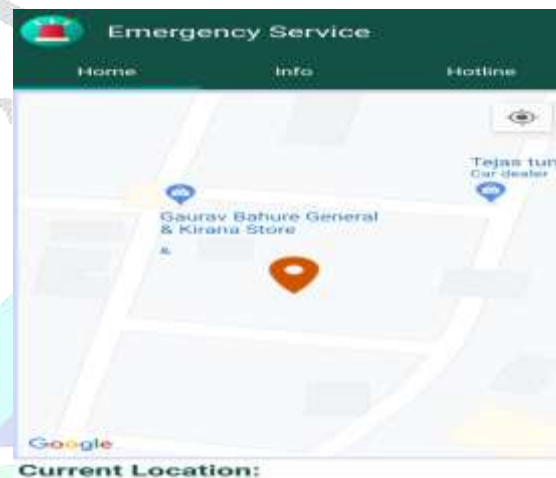 Emergency Service
Home Info Hotline
Tejas tun
Car dealer
Gaurav Bahure General
& Kirana Store
&
Google
Current Location: